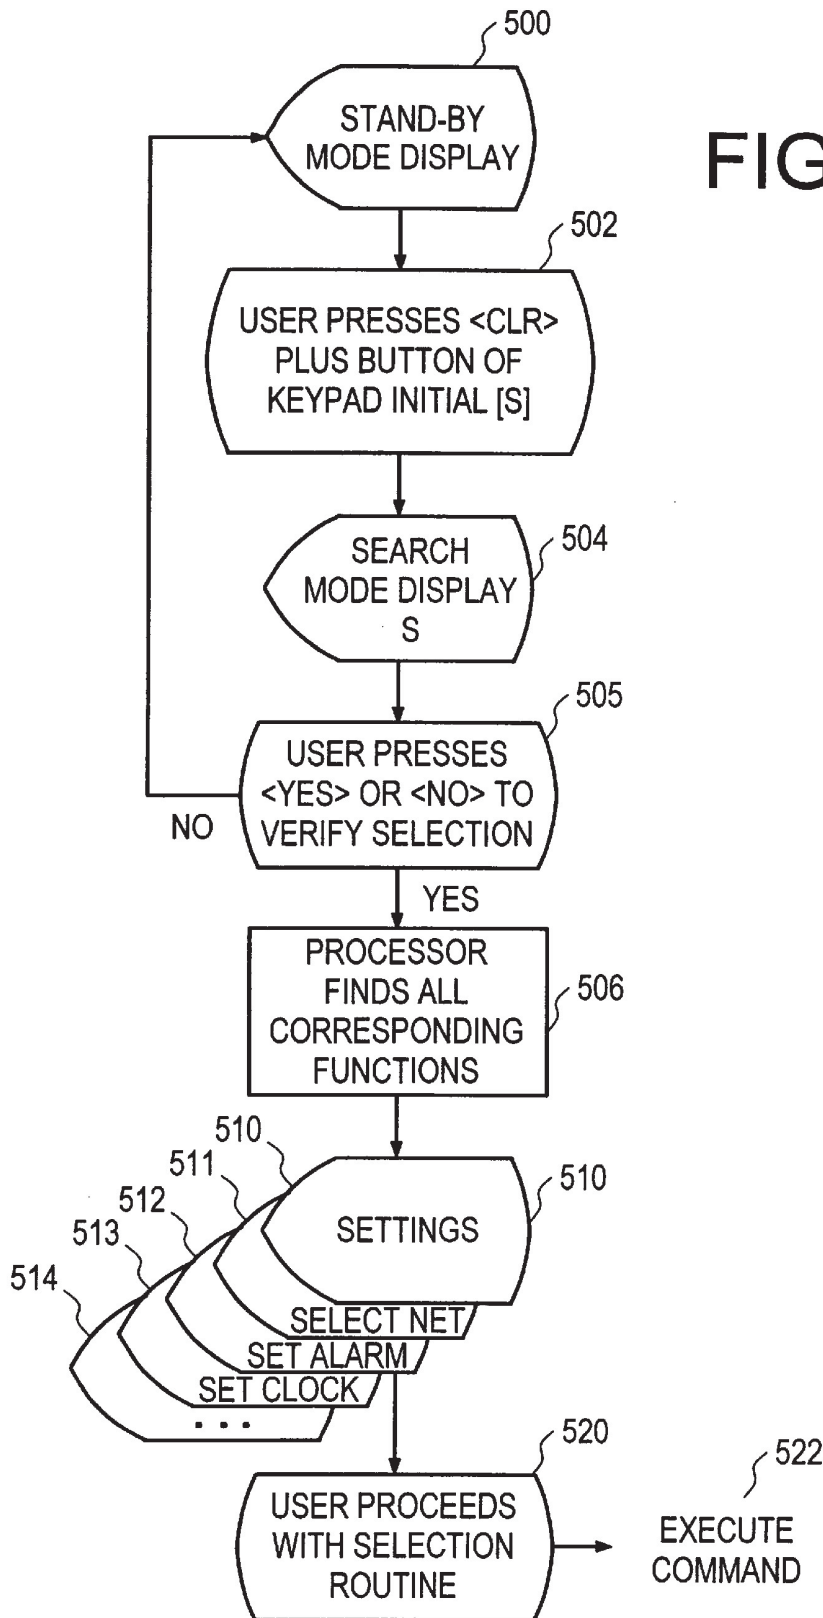 500
STAND-BY
MODE DISPLAY
FIG
502
USER PRESSES <CLR>
PLUS BUTTON OF
KEYPAD INITIAL [S]
504
SEARCH
MODE DISPLAY
S
505
USER PRESSES
<YES> OR <NO> TO
VERIFY SELECTION
NO
YES
PROCESSOR
FINDS ALL
CORRESPONDING
FUNCTIONS
506
510
511
512
513
514
510
SETTINGS
SELECT NET
SET ALARM
SET CLOCK
. . .
520
USER PROCEEDS
WITH SELECTION
ROUTINE
522
EXECUTE
COMMAND